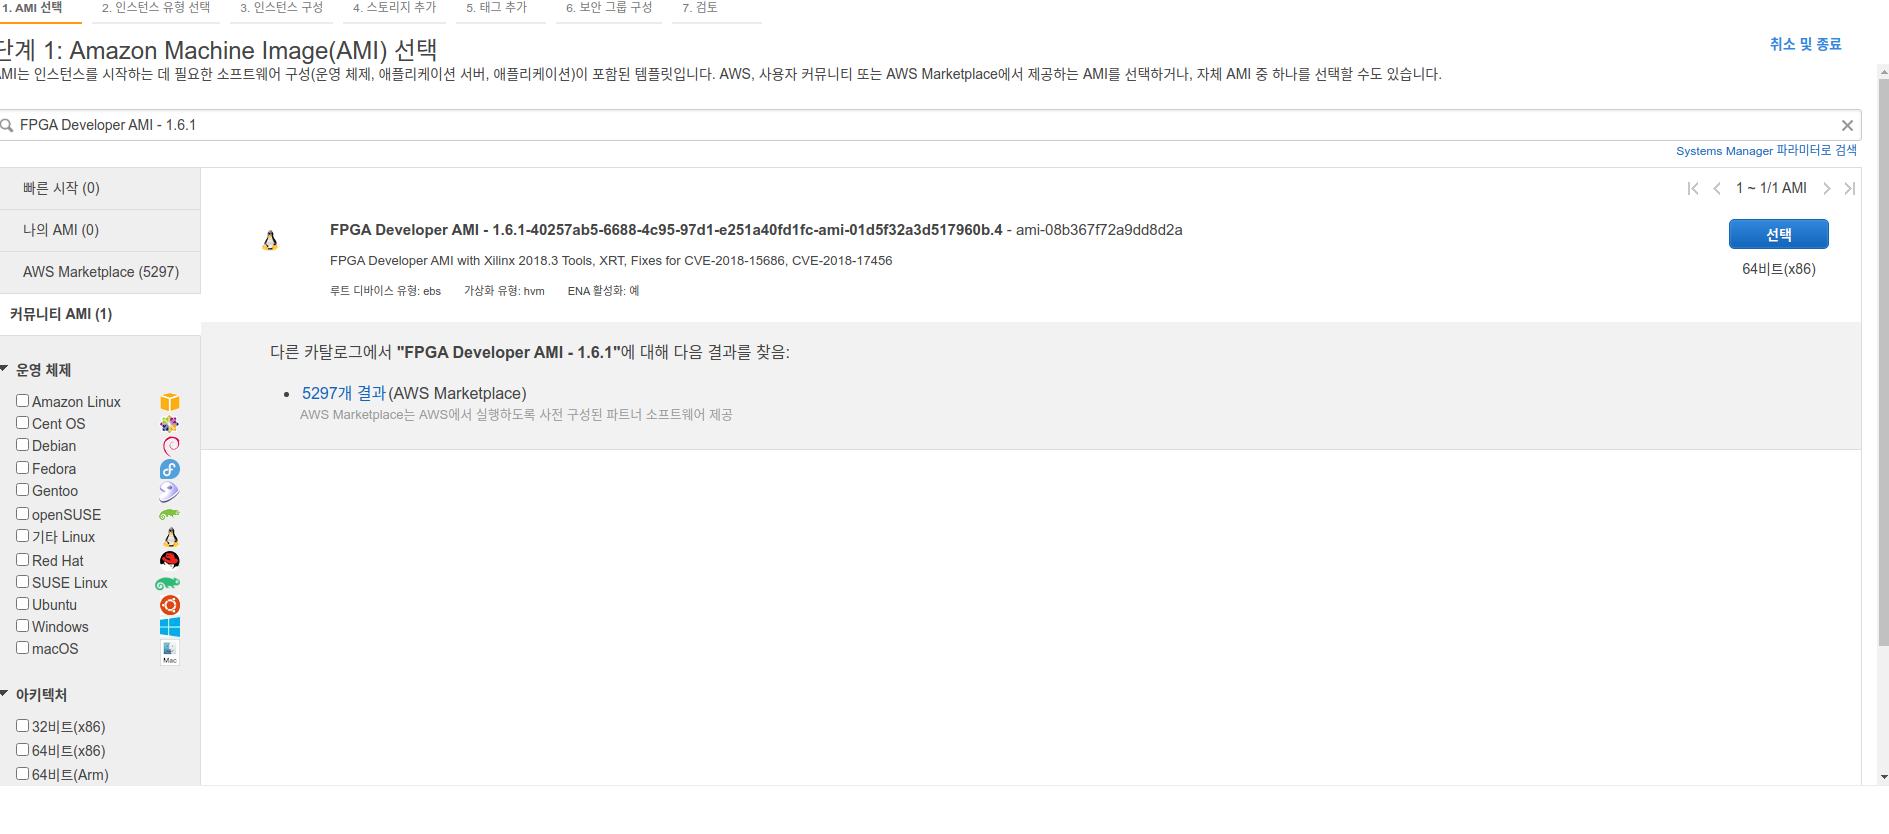 1. AMI 선택
2. 인스턴스 유형 선택
3. 인스턴스 구성
4. 스토리지 추가
5. 태그 추가
6. 보안 그룹 구성
7. 검토
단계 1: Amazon Machine Image(AMI) 선택
취소 및 종료
AMI는 인스턴스를 시작하는 데 필요한 소프트웨어 구성(운영 체제, 애플리케이션 서버, 애플리케이션)이 포함된 템플릿입니다. AWS, 사용자 커뮤니티 또는 AWS Marketplace에서 제공하는 AMI를 선택하거나, 자체 AMI 중 하나를 선택할 수도 있습니다.
FPGA Developer AMI - 1.6.1
Systems Manager 파라미터로 검색
빠른 시작 (0)
나의 AMI (0)
AWS Marketplace (5297)
커뮤니티 AMI (1)
운영 체제
Amazon Linux
Cent OS
Debian
Fedora
Gentoo
openSUSE
기타 Linux
Red Hat
SUSE Linux
Ubuntu
Windows
macOS
Mac
아키텍처
32비트(x86)
64비트(x86)
64비트(Arm)
1 ~ 1/1 AMI
FPGA Developer AMI - 1.6.1-40257ab5-6688-4c95-97d1-e251a40fd1fc-ami-01d5f32a3d517960b.4 - ami-08b367f72a9dd8d2a
FPGA Developer AMI with Xilinx 2018.3 Tools, XRT, Fixes for CVE-2018-15686, CVE-2018-17456
루트 디바이스 유형: ebs 가상화 유형: hvm ENA 활성화: 예
선택
64비트(x86)
다른 카탈로그에서 "FPGA Developer AMI - 1.6.1"에 대해 다음 결과를 찾음:
5297개 결과(AWS Marketplace)
AWS Marketplace는 AWS에서 실행하도록 사전 구성된 파트너 소프트웨어 제공